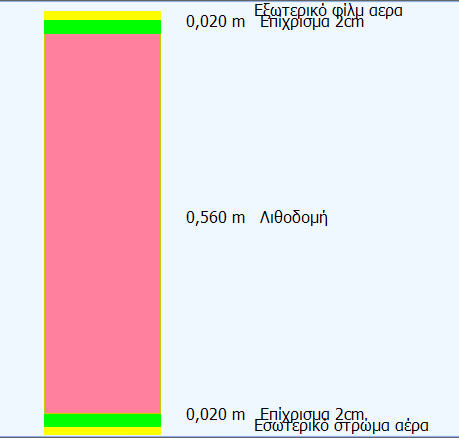 Εξωτερικό φιλμ αερα
0,020 m Επίχρισμα 2cm
0,560 m Λιθοδομή
0,020 m Επίχρισμα 2cm
Εσωτερικό στρώμα αέρα